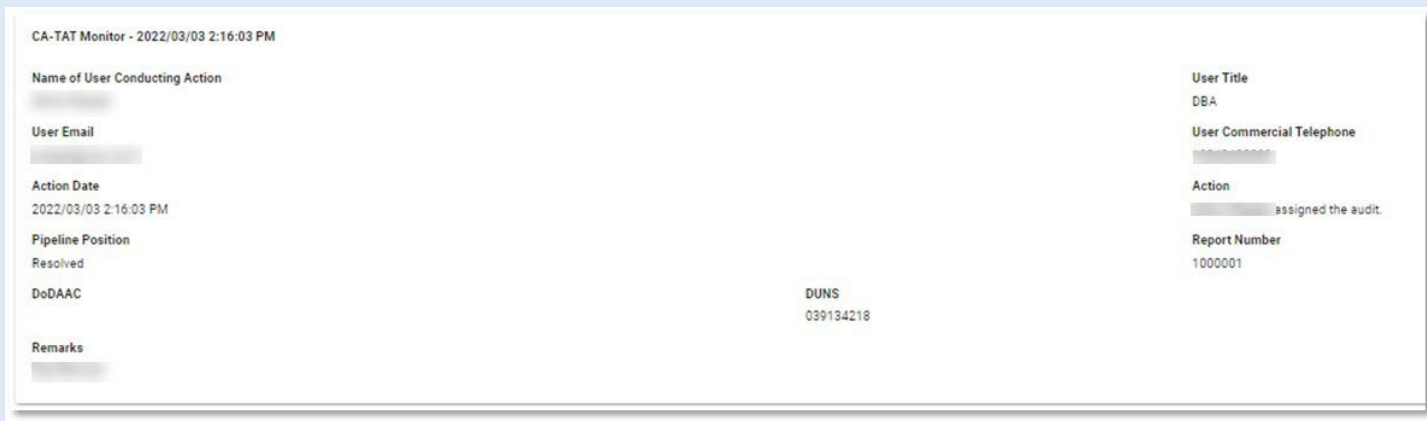 CA-TAT Monitor - 2022/03/03 2:16:03 PM
Name of User Conducting Action
User Title
DBA
User Email
User Commercial Telephone
Action Date
2022/03/03 2:16:03 PM
Action
assigned the audit.
Pipeline Position
Resolved
Report Number
1000001
DoDAAC
DUNS
039134218
Remarks